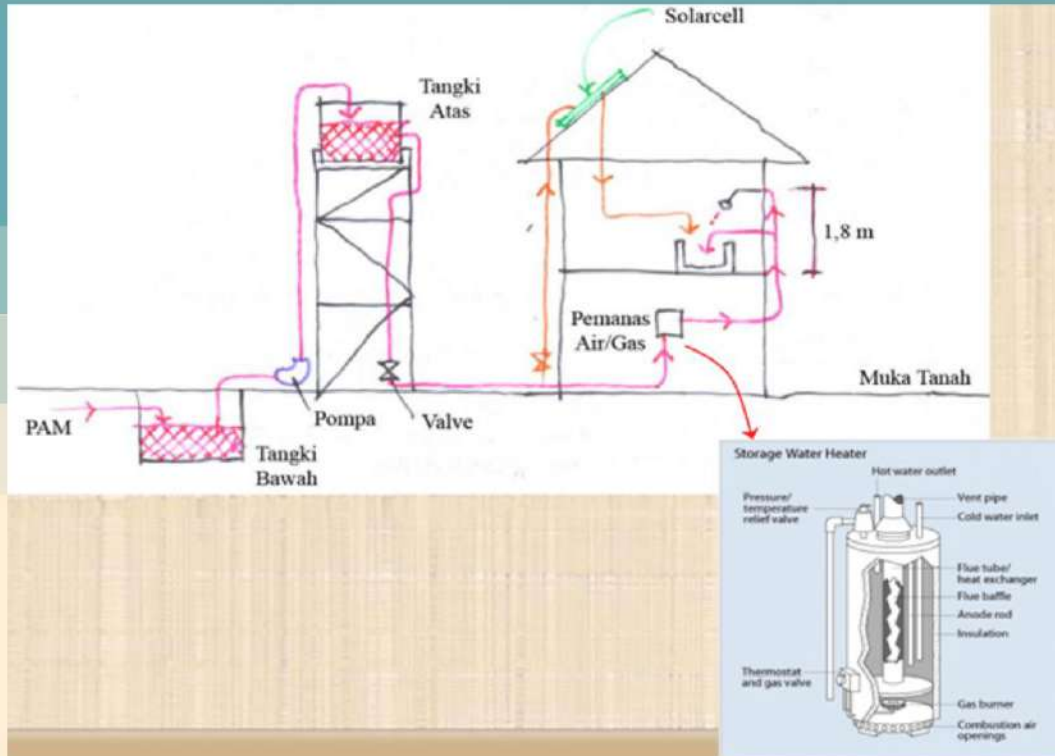 Solarcell
Tangki
Atas
1,8 m
Pemanas
Air/Gas
Muka Tanah
PAM
Pompa
Valve
Tangki
Bawah
Storage Water Heater
Hot water outlet
Pressure/
temperature
relief valve
Vent pipe
Cold water inlet
Flue tube/
heat exchanger
Flue baffle
Anode rod
Insulation
Thermostat
and gas valve
Gas burner
Combustion air
openings